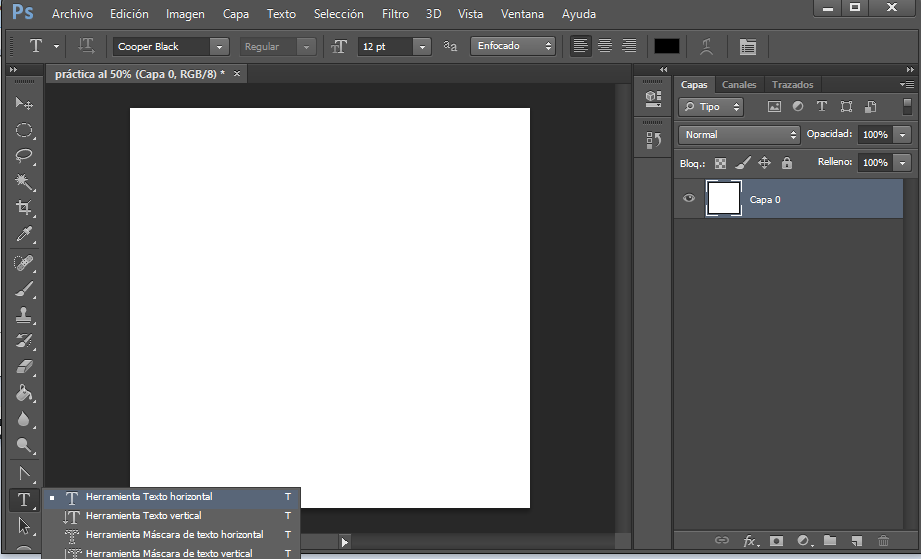 Ps Archivo Edición Imagen Capa Texto Selección Filtro 3D Vista Ventana Ayuda
T Cooper Black Regular 12 pt aa Enfocado
práctica al 50% (Capa 0, RGB/8) * ×
Capas Canales Trazados
Tipo
Normal Opacidad: 100%
Bloq.: Relleno: 100%
Capa 0
Herramienta Texto horizontal T
Herramienta Texto vertical T
Herramienta Máscara de texto horizontal T
Herramienta Máscara de texto vertical T
fx